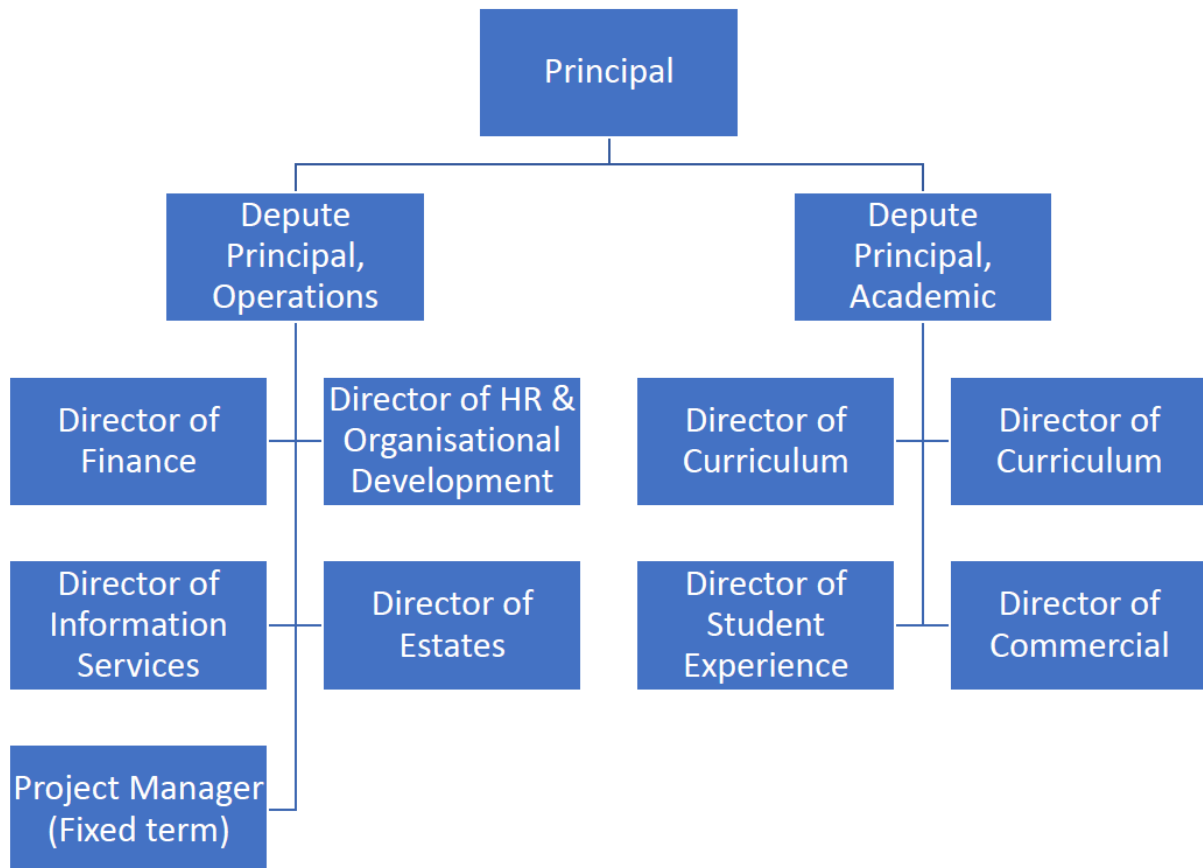 Principal
Depute
Principal,
Operations
Depute
Principal,
Academic
Director of
Finance
Director of HR &
Organisational
Development
Director of
Curriculum
Director of
Curriculum
Director of
Information
Services
Director of
Estates
Director of
Student
Experience
Director of
Commercial
Project Manager
(Fixed term)